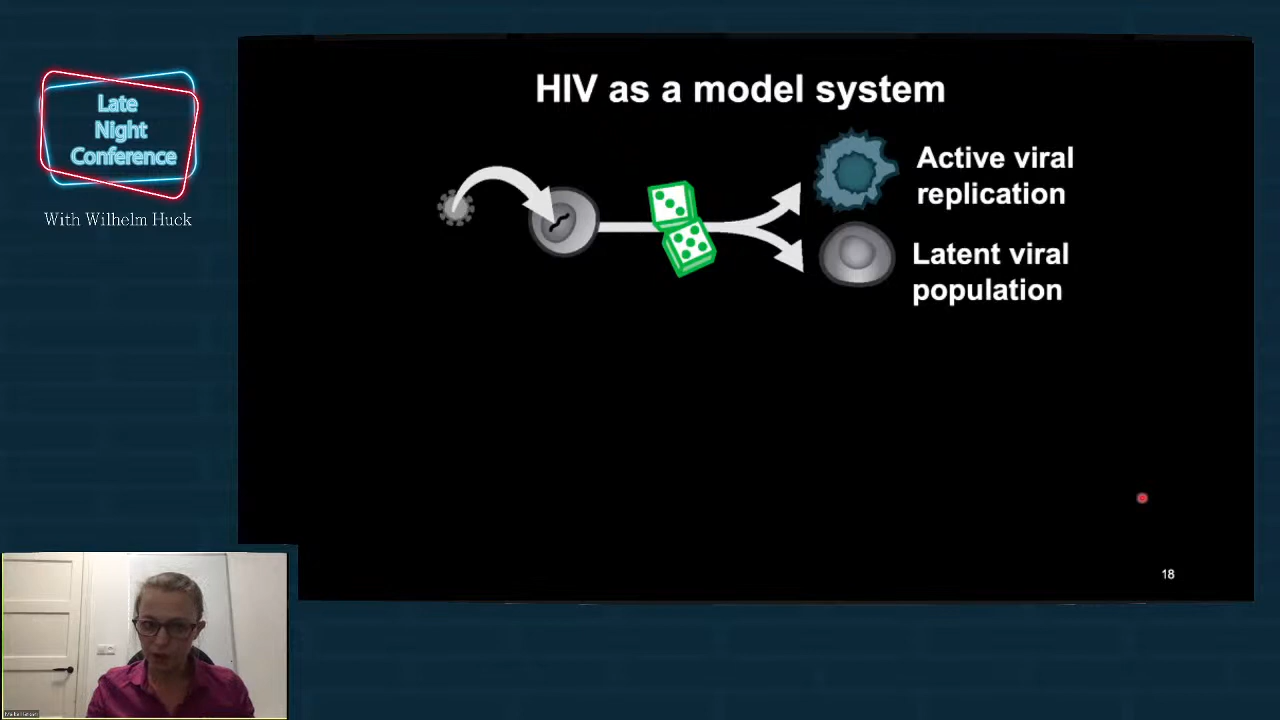 Late
Night
Conference
With Wilhelm Huck
HIV as a model system
Active viral
replication
Latent viral
population
18